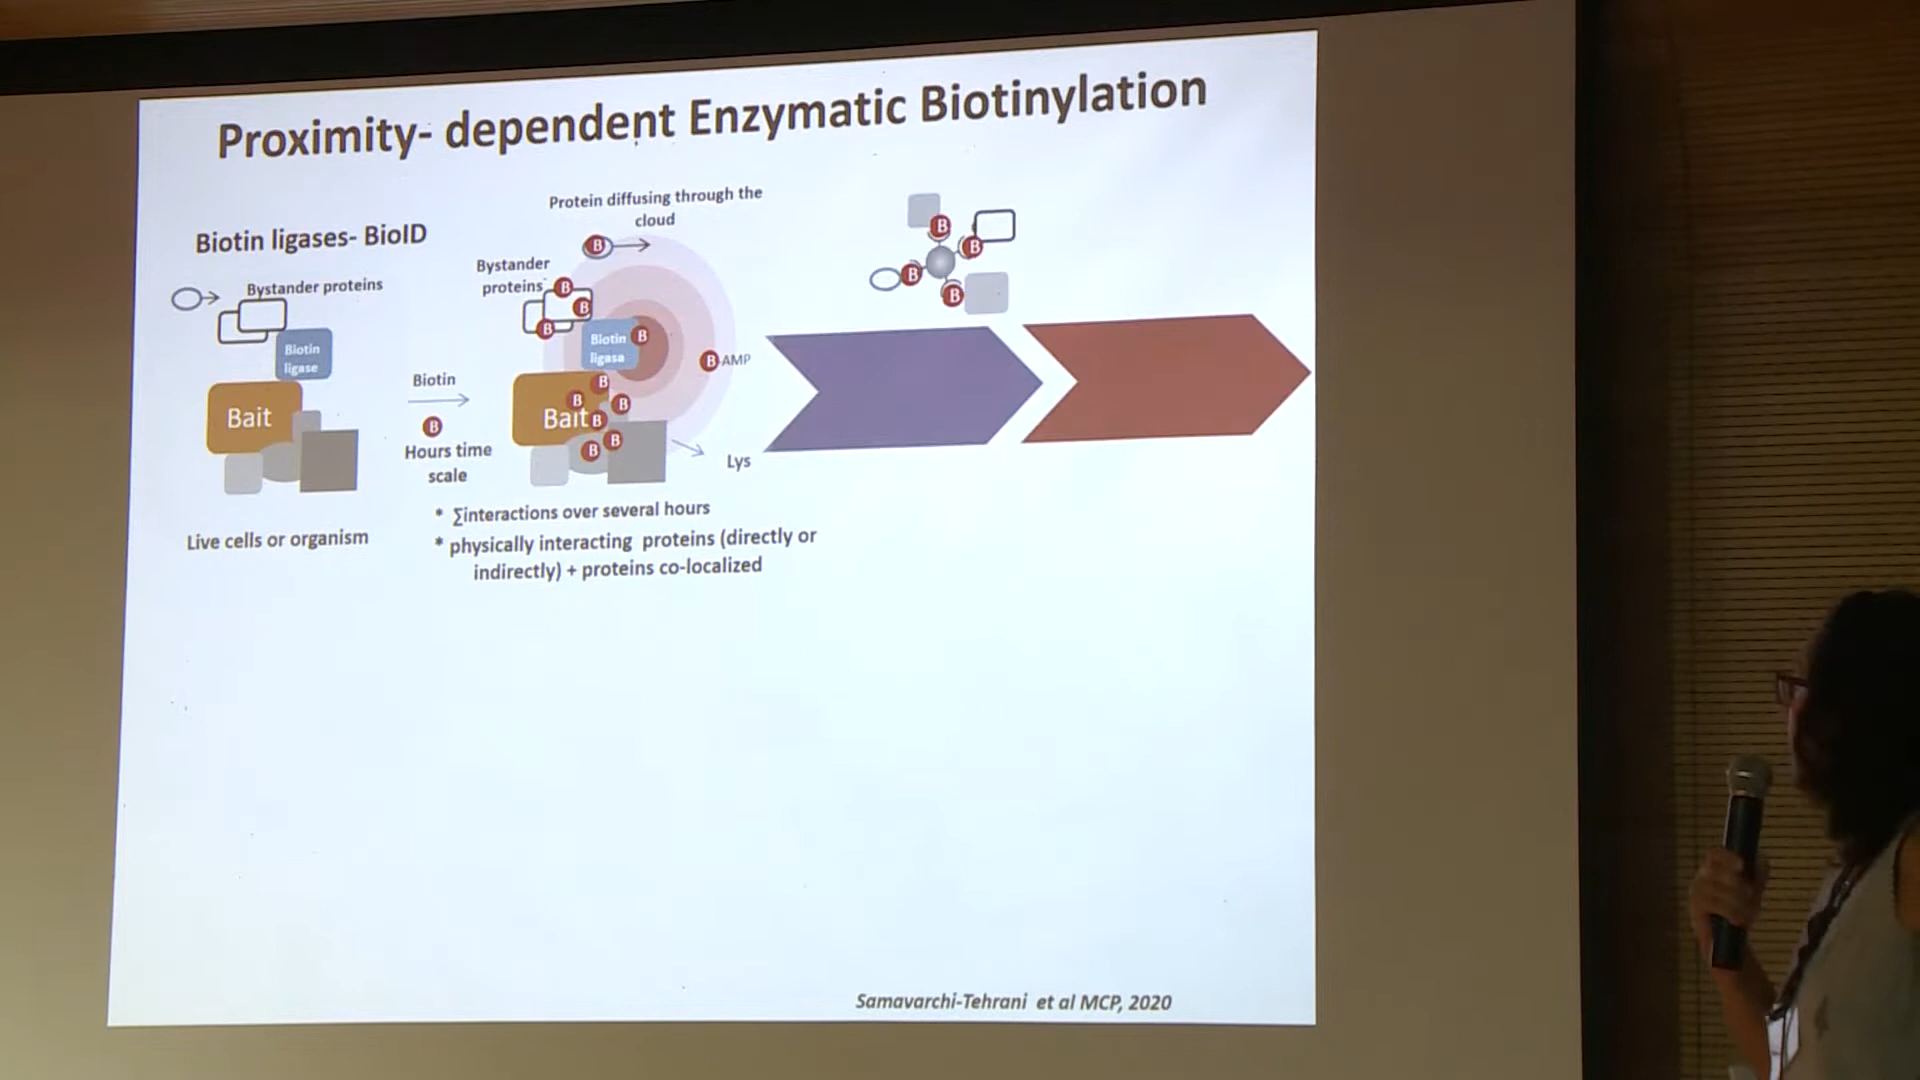 Proximity- dependent Enzymatic Biotinylation
Biotin ligases- BioID
Bystander proteins
Biotin
ligase
Bait
Live cells or organism
Biotin
B
Hours time
scale
Protein diffusing through the
cloud
B
Bystander
proteins
B
B
B
Biotin
ligasa
B
B AMP
B
B
B
Bait
B
B
B
Lys
* ∑interactions over several hours
* physically interacting proteins (directly or
indirectly) + proteins co-localized
B
B
B
B
Samavarchi-Tehrani et al MCP, 2020